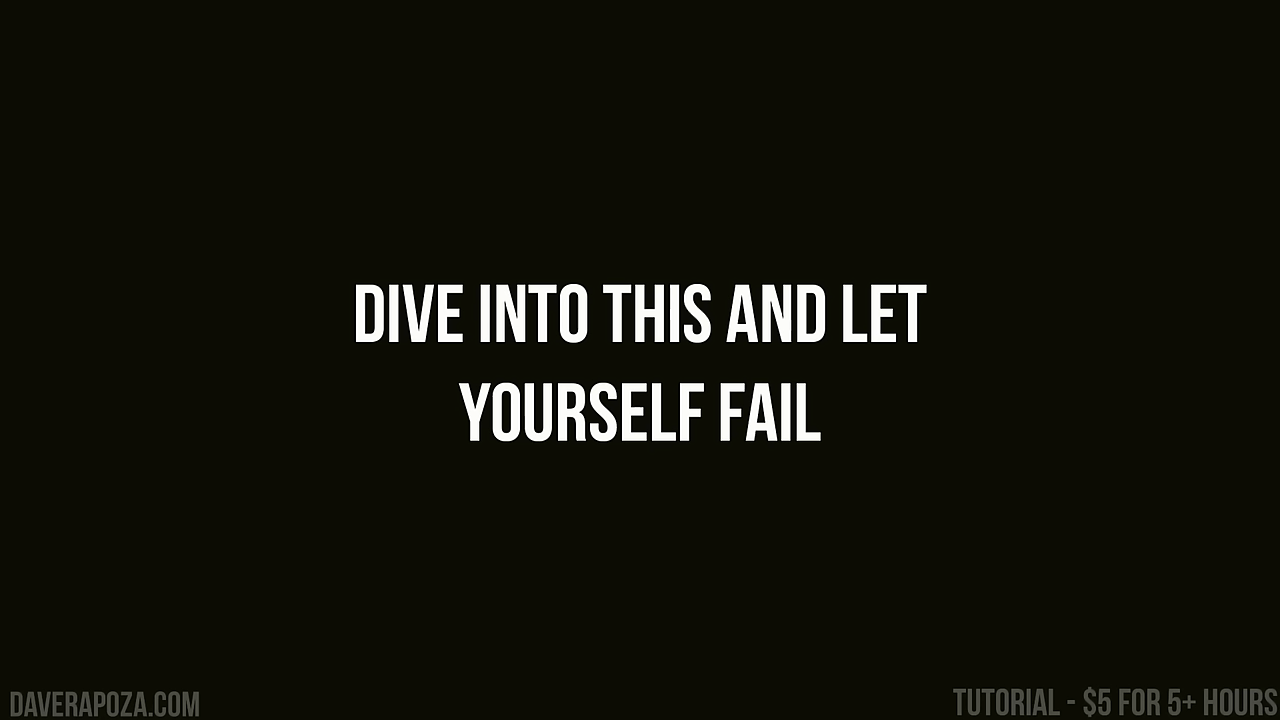 DIVE INTO THIS AND LET
YOURSELF FAIL
DAVERAPOZA.COM
TUTORIAL - $5 FOR 5+ HOURS